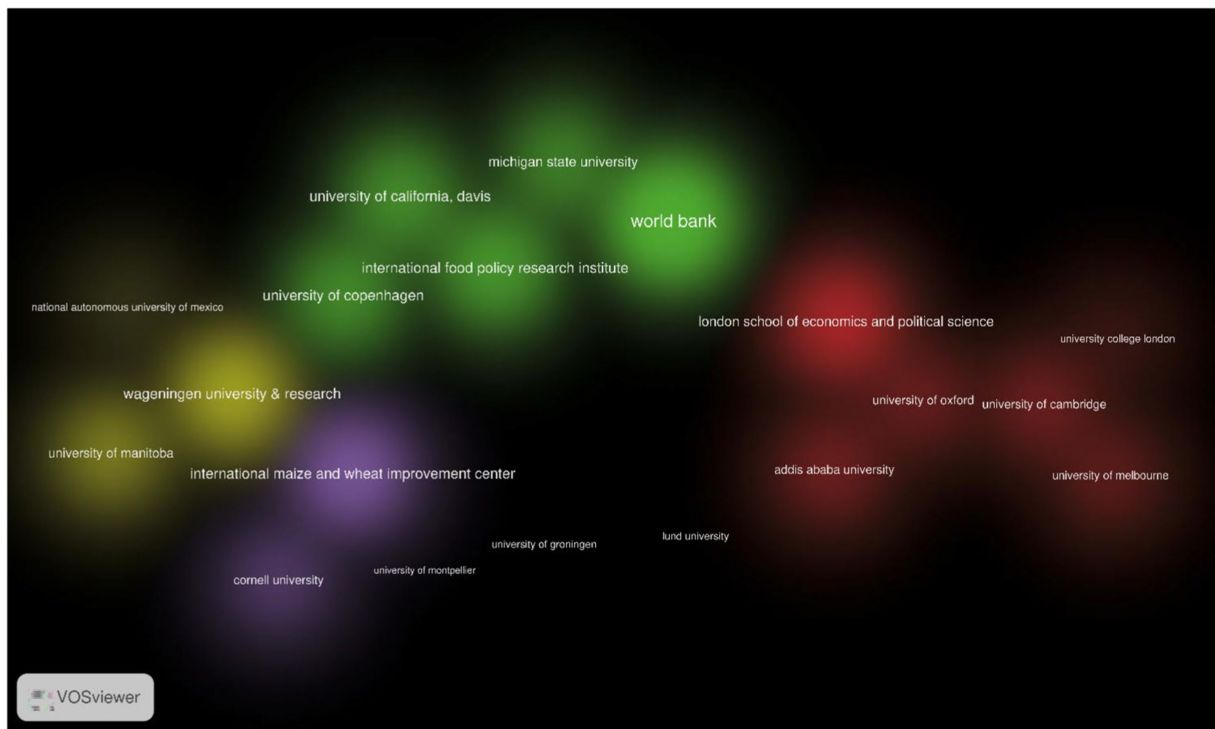 michigan state university
university of california, davis
world bank
international food policy research institute
university of copenhagen
national autonomous university of mexico
london school of economics and political science
university college london
wageningen university & research
university of oxford
university of cambridge
university of manitoba
international maize and wheat improvement center
addis ababa university
university of melbourne
lund university
university of groningen
university of montpellier
cornell university
VOSviewer